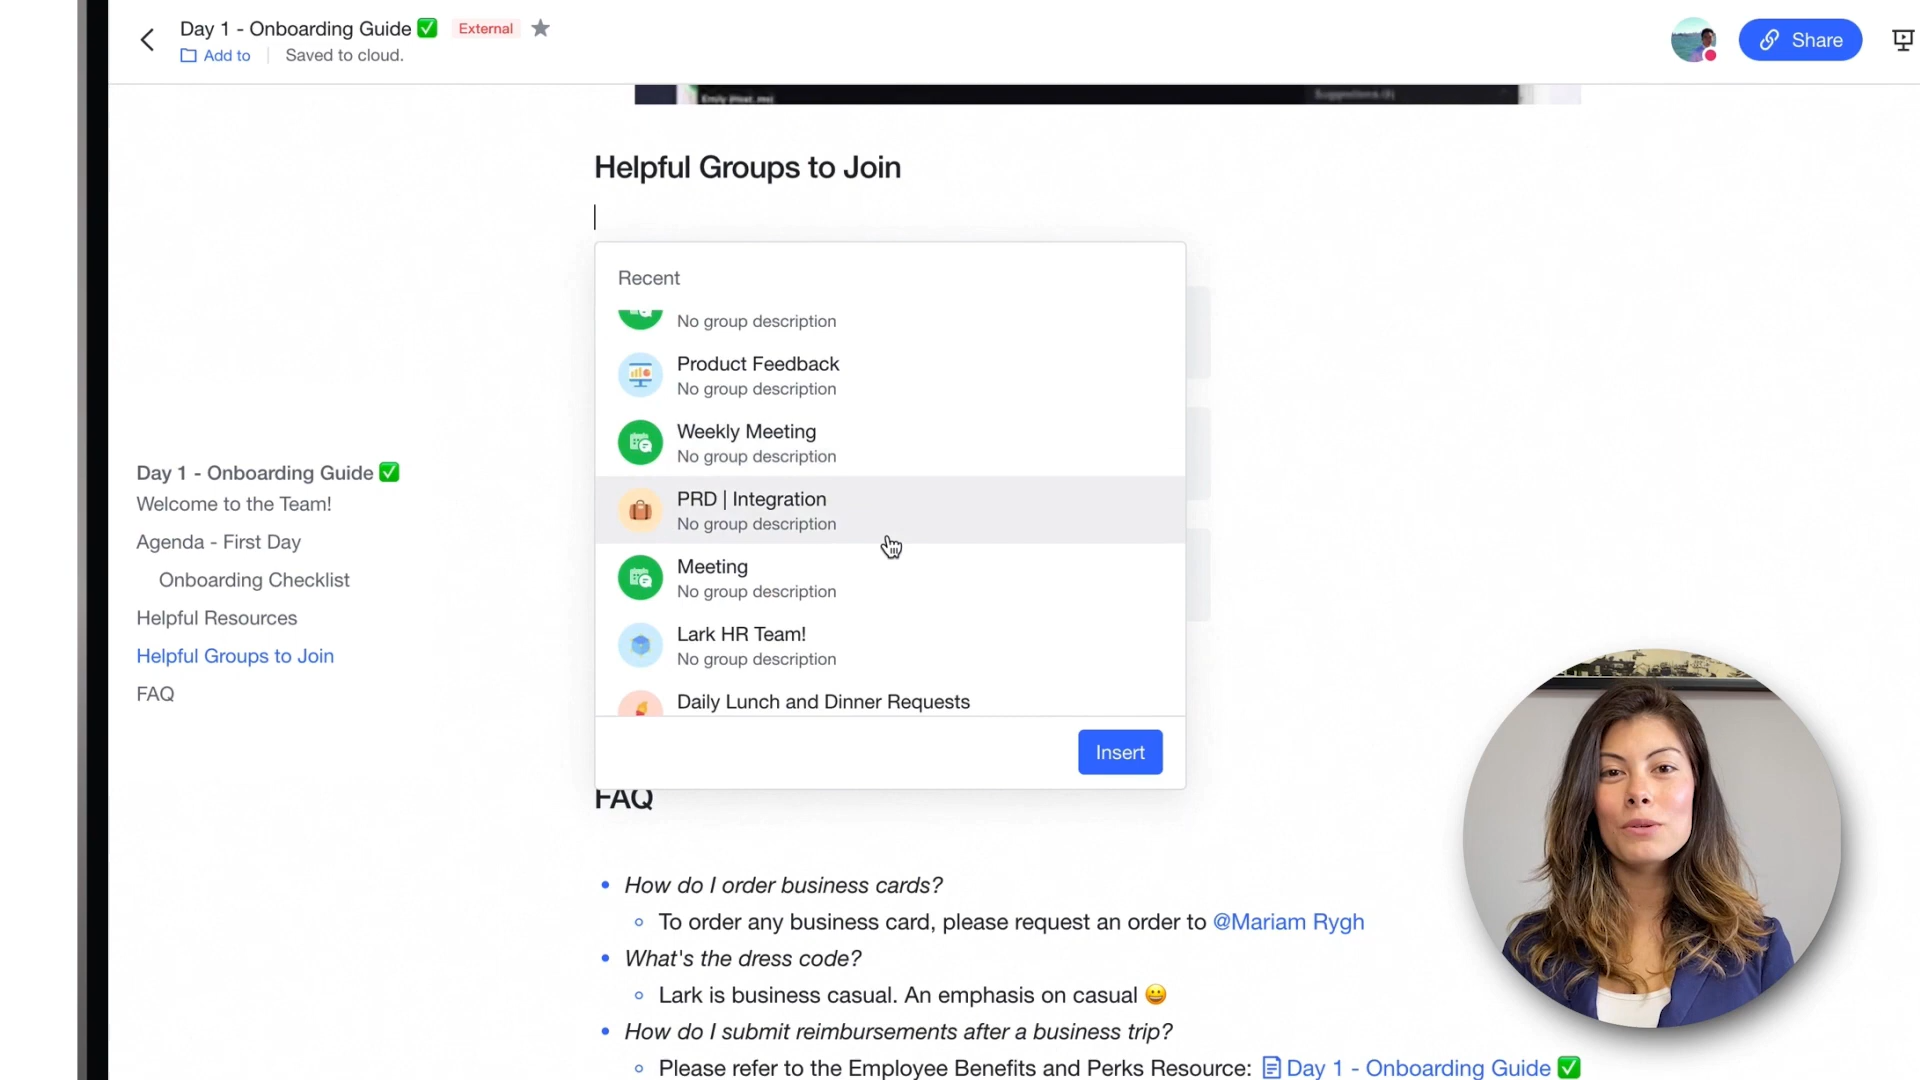 Day 1 - Onboarding Guide ✅ External
Add to
Saved to cloud.
Share
Emily (Host, me)
Suggestions (3)
Helpful Groups to Join
Recent
No group description
Product Feedback
No group description
Weekly Meeting
No group description
PRD | Integration
No group description
Meeting
No group description
Lark HR Team!
No group description
Daily Lunch and Dinner Requests
Insert
Day 1 - Onboarding Guide ✅
Welcome to the Team!
Agenda - First Day
Onboarding Checklist
Helpful Resources
Helpful Groups to Join
FAQ
FAQ
• How do I order business cards?
◦ To order any business card, please request an order to @Mariam Rygh
• What's the dress code?
◦ Lark is business casual. An emphasis on casual 😀
• How do I submit reimbursements after a business trip?
◦ Please refer to the Employee Benefits and Perks Resource: Day 1 - Onboarding Guide ✅